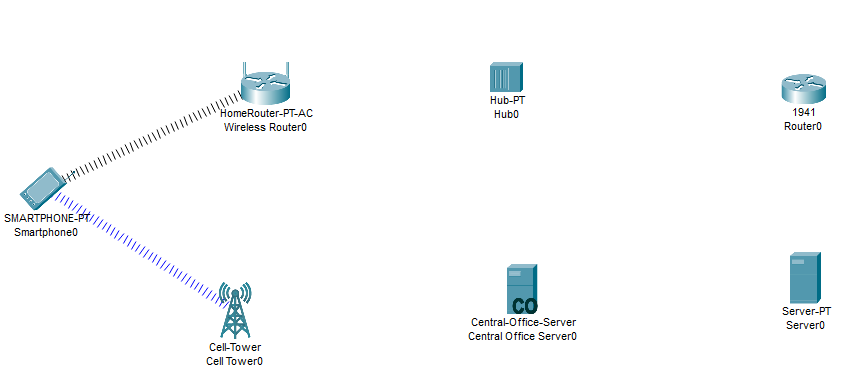 HomeRouter-PT-AC
Wireless Router0
Hub-PT
Hub0
1941
Router0
SMARTPHONE-PT
Smartphone0
Cell-Tower
Cell Tower0
CO
Central-Office-Server
Central Office Server0
Server-PT
Server0